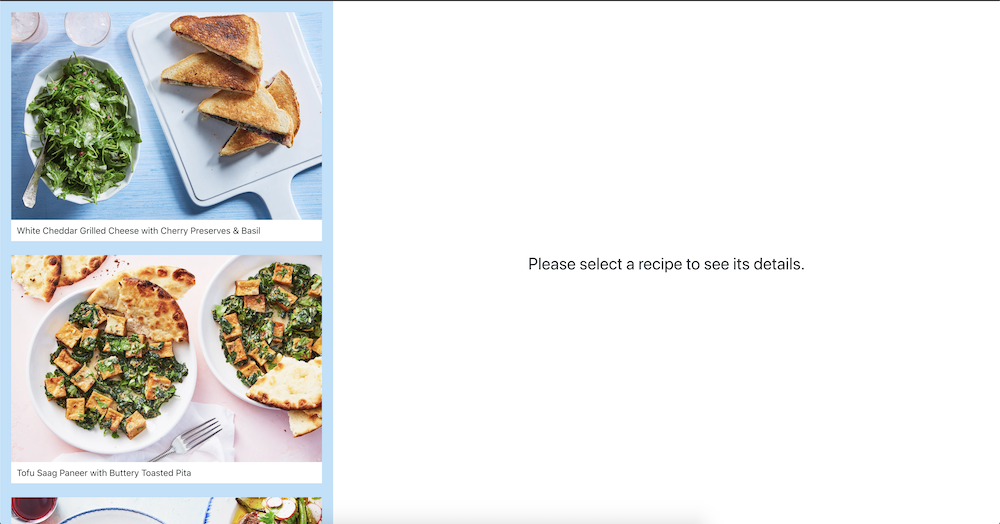 White Cheddar Grilled Cheese with Cherry Preserves & Basil
Please select a recipe to see its details.
Tofu Saag Paneer with Buttery Toasted Pita